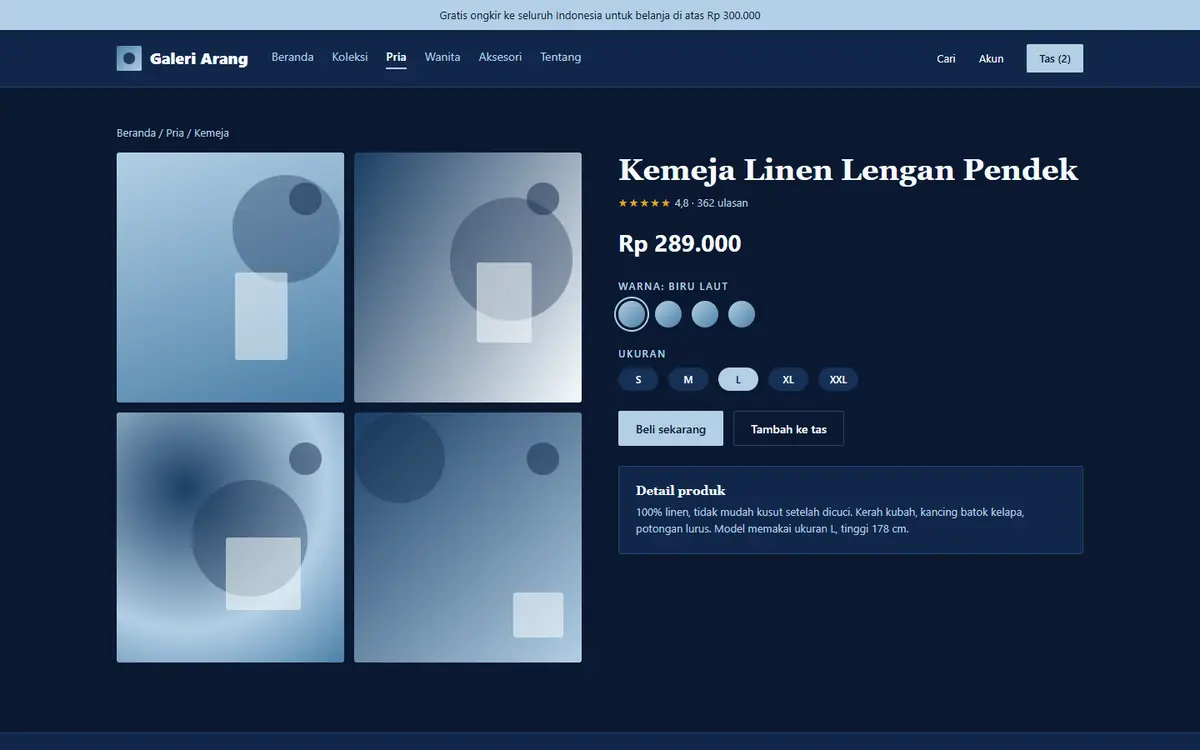 Gratis ongkir ke seluruh Indonesia untuk belanja di atas Rp 300.000
Galeri Arang
Beranda
Koleksi
Pria
Wanita
Aksesori
Tentang
Cari
Akun
Tas (2)
Beranda / Pria / Kemeja
Kemeja Linen Lengan Pendek
★★★★★ 4,8 · 362 ulasan
Rp 289.000
WARNA: BIRU LAUT
UKURAN
S
M
L
XL
XXL
Beli sekarang
Tambah ke tas
Detail produk
100% linen, tidak mudah kusut setelah dicuci. Kerah kubah, kancing batok kelapa,
potongan lurus. Model memakai ukuran L, tinggi 178 cm.